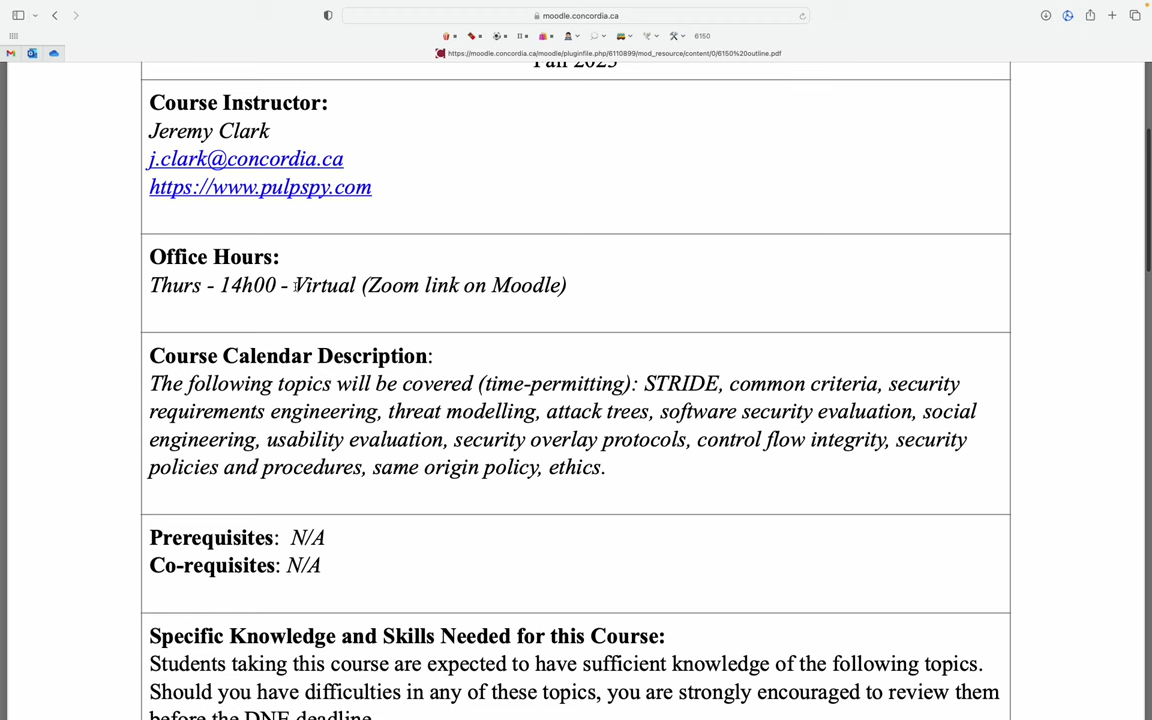 moodle.concordia.ca
6150
https://moodle.concordia.ca/moodle/pluginfile.php/6110899/mod_resource/content/0/6150%20outline.pdf
Fall 2023
Course Instructor:
Jeremy Clark
j.clark@concordia.ca
https://www.pulpspy.com
Office Hours:
Thurs - 14h00 - Virtual (Zoom link on Moodle)
Course Calendar Description:
The following topics will be covered (time-permitting): STRIDE, common criteria, security
requirements engineering, threat modelling, attack trees, software security evaluation, social
engineering, usability evaluation, security overlay protocols, control flow integrity, security
policies and procedures, same origin policy, ethics.
Prerequisites: N/A
Co-requisites: N/A
Specific Knowledge and Skills Needed for this Course:
Students taking this course are expected to have sufficient knowledge of the following topics.
Should you have difficulties in any of these topics, you are strongly encouraged to review them
before the DNE deadline.